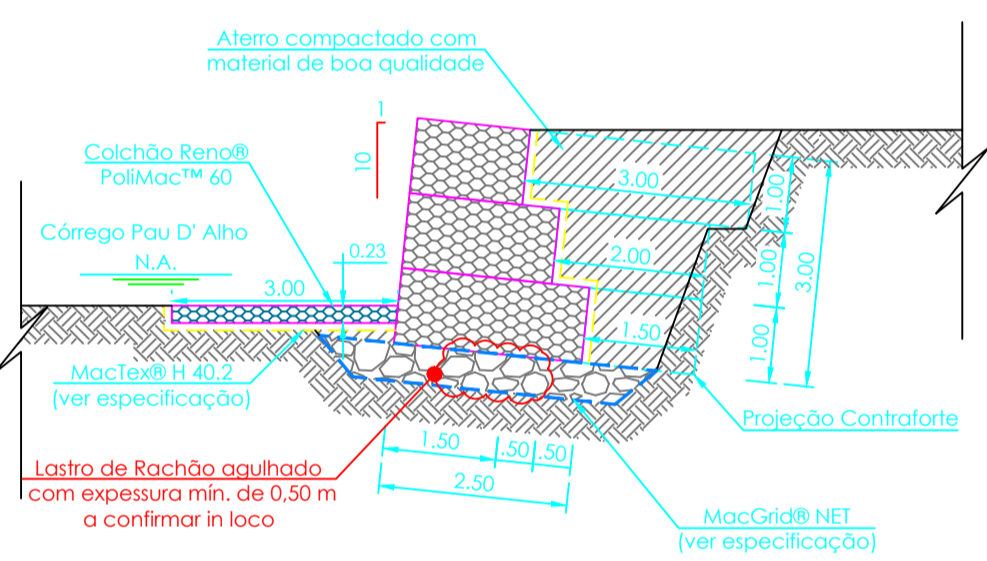 Aterro compactado com
material de boa qualidade
1
10
Colchão Reno®
PoliMac™ 60
Córrego Pau D' Alho
N.A.
0.23
3.00
3.00
2.00
1.50
1.00
1.00
1.00
3.00
MacTex® H 40.2
(ver especificação)
Projeção Contraforte
1.50
.50
.50
2.50
Lastro de Rachão agulhado
com expessura mín. de 0,50 m
a confirmar in loco
MacGrid® NET
(ver especificação)